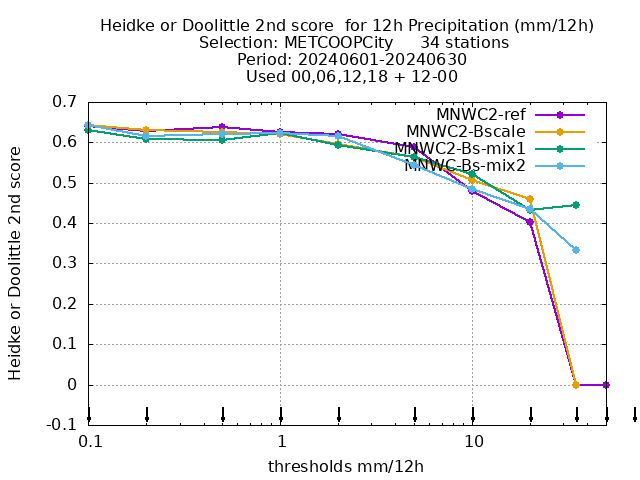 Heidke or Doolittle 2nd score  for 12h Precipitation (mm/12h)
Selection: METCOOPCity     34 stations
Period: 20240601-20240630
Used 00,06,12,18 + 12-00
Heidke or Doolittle 2nd score
0.7
0.6
0.5
0.4
0.3
0.2
0.1
0
-0.1
MNWC2-ref
MNWC2-Bscale
MNWC2-Bs-mix1
MNWC-Bs-mix2
0.1 1 10
thresholds mm/12h